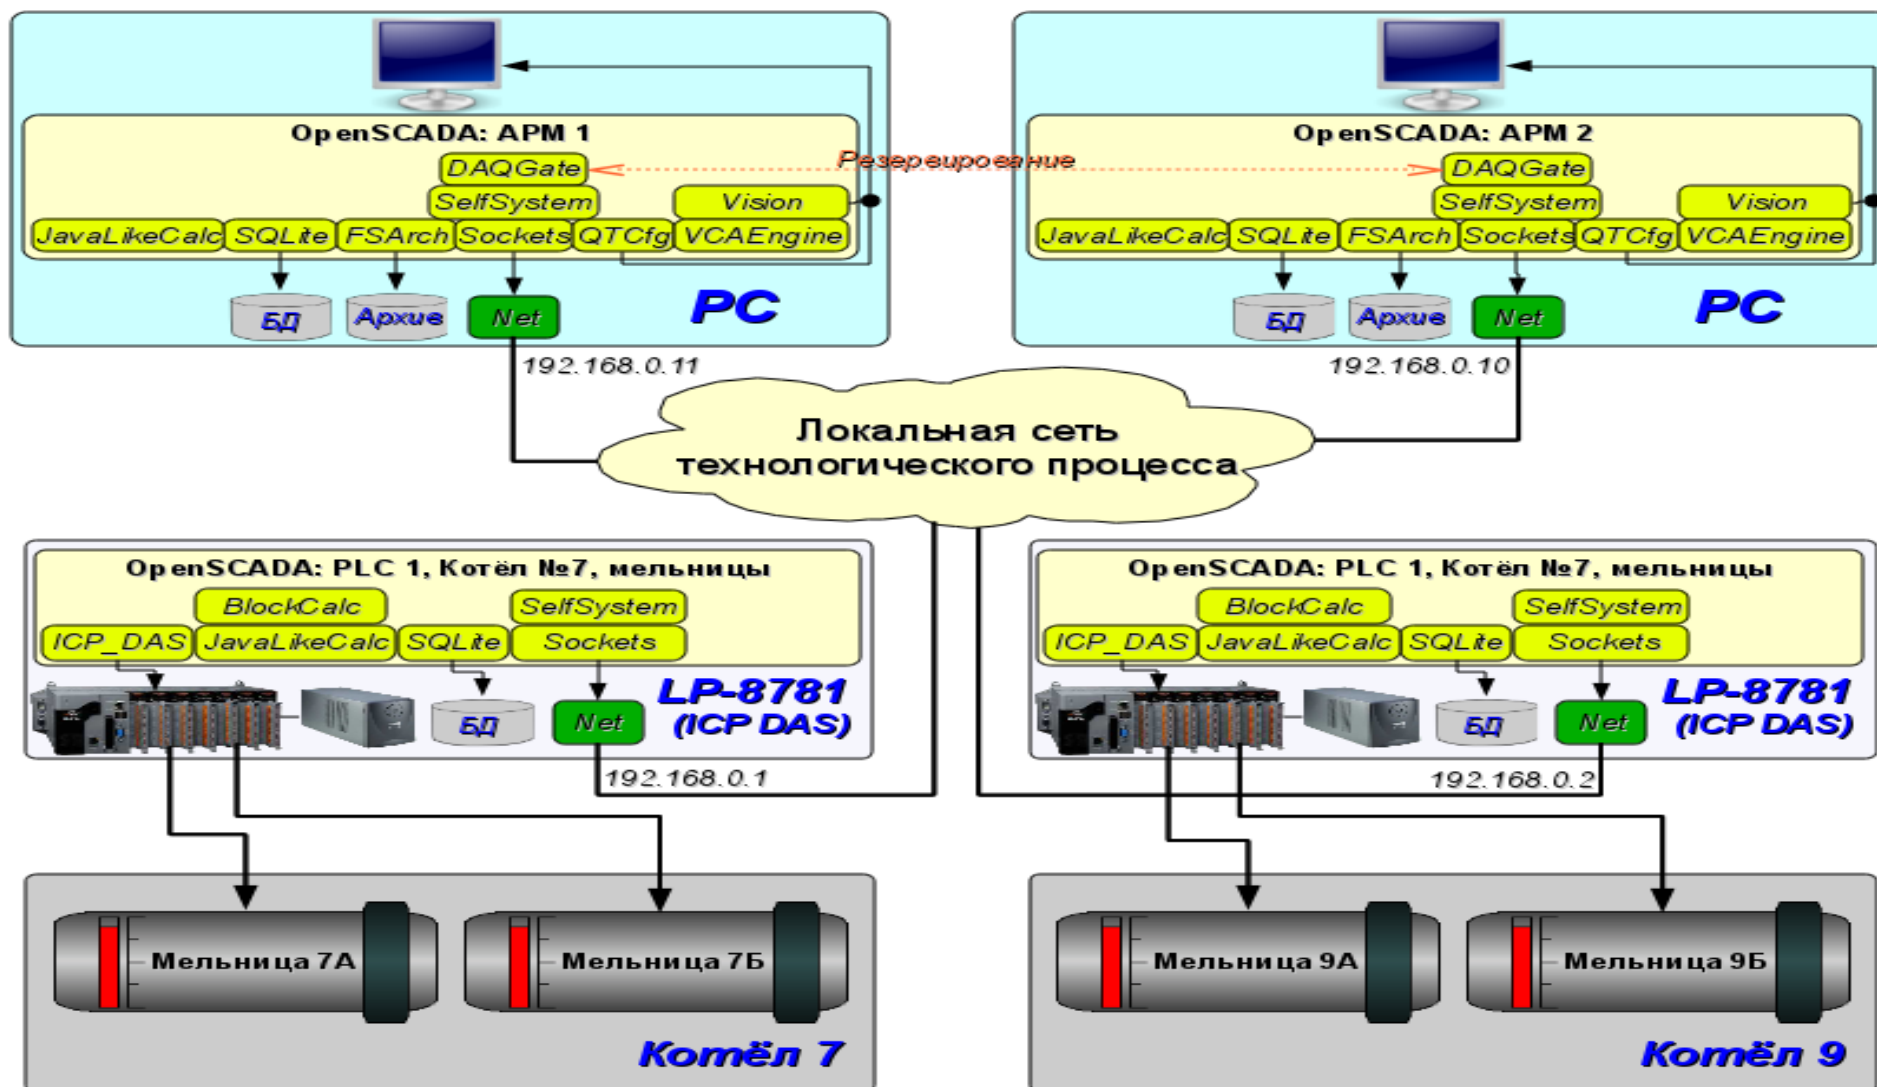 OpenSCADA: АРМ 1
DAQGate
SelfSystem
Vision
JavaLikeCalc
SQLite
FSArch
Sockets
QTCfg
VCAEngine
БД
Архив
Net
PC
192.168.0.11
Резервирование
OpenSCADA: АРМ 2
DAQGate
SelfSystem
Vision
JavaLikeCalc
SQLite
FSArch
Sockets
QTCfg
VCAEngine
БД
Архив
Net
PC
192.168.0.10
Локальная сеть
технологического процесса
OpenSCADA: PLC 1, Котёл №7, мельницы
BlockCalc
SelfSystem
ICP_DAS
JavaLikeCalc
SQLite
Sockets
БД
Net
LP-8781
(ICP DAS)
192.168.0.1
OpenSCADA: PLC 1, Котёл №7, мельницы
BlockCalc
SelfSystem
ICP_DAS
JavaLikeCalc
SQLite
Sockets
БД
Net
LP-8781
(ICP DAS)
192.168.0.2
Мельница 7А
Мельница 7Б
Котёл 7
Мельница 9А
Мельница 9Б
Котёл 9